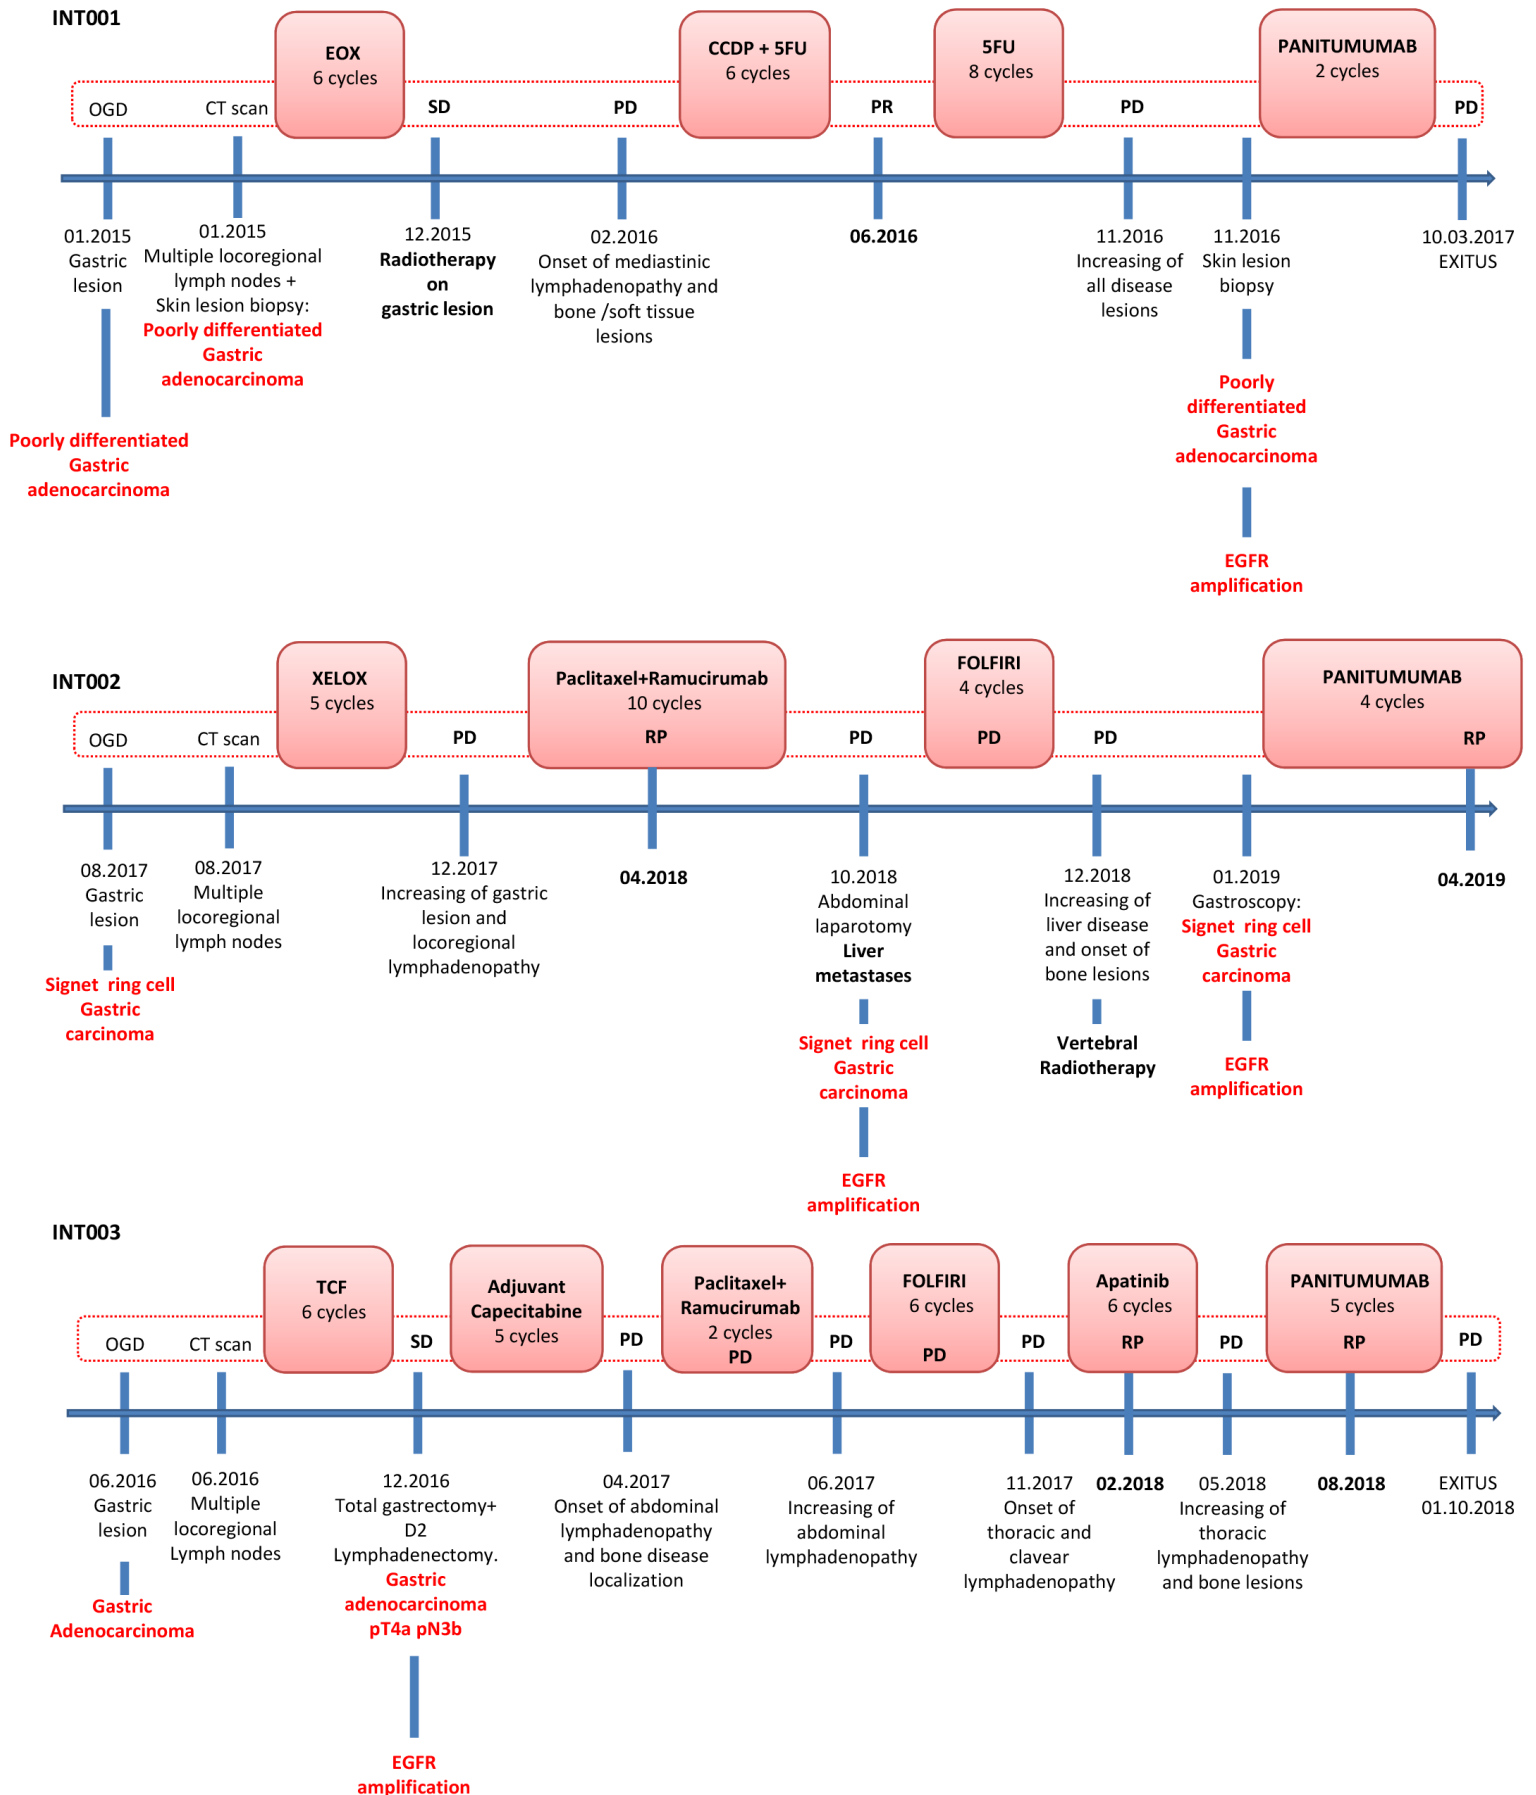 INT001
EOX
6 cycles
CCDP + 5FU
6 cycles
5FU
8 cycles
PANITUMUMAB
2 cycles
OGD
CT scan
SD
PD
PR
PD
PD
01.2015
Gastric
lesion
Poorly differentiated
Gastric
adenocarcinoma
01.2015
Multiple locoregional
lymph nodes +
Skin lesion biopsy:
Poorly differentiated
Gastric
adenocarcinoma
12.2015
Radiotherapy
on
gastric lesion
02.2016
Onset of mediastinic
lymphadenopathy and
bone /soft tissue
lesions
06.2016
11.2016
Increasing of
all disease
lesions
11.2016
Skin lesion
biopsy
Poorly
differentiated
Gastric
adenocarcinoma
EGFR
amplification
10.03.2017
EXITUS
INT002
XELOX
5 cycles
Paclitaxel+Ramucirumab
10 cycles
RP
FOLFIRI
4 cycles
PD
PANITUMUMAB
4 cycles
RP
OGD
CT scan
PD
PD
PD
08.2017
Gastric
lesion
Signet ring cell
Gastric
carcinoma
08.2017
Multiple
locoregional
lymph nodes
12.2017
Increasing of gastric
lesion and
locoregional
lymphadenopathy
04.2018
10.2018
Abdominal
laparotomy
Liver
metastases
Signet ring cell
Gastric
carcinoma
EGFR
amplification
12.2018
Increasing of
liver disease
and onset of
bone lesions
Vertebral
Radiotherapy
01.2019
Gastroscopy:
Signet ring cell
Gastric
carcinoma
EGFR
amplification
04.2019
INT003
TCF
6 cycles
Adjuvant
Capecitabine
5 cycles
Paclitaxel+
Ramucirumab
2 cycles
PD
FOLFIRI
6 cycles
PD
Apatinib
6 cycles
RP
PANITUMUMAB
5 cycles
RP
OGD
CT scan
SD
PD
PD
PD
PD
PD
06.2016
Gastric
lesion
Gastric
Adenocarcinoma
06.2016
Multiple
locoregional
Lymph nodes
12.2016
Total gastrectomy+
D2
Lymphadenectomy.
Gastric
adenocarcinoma
pT4a pN3b
EGFR
amplification
04.2017
Onset of abdominal
lymphadenopathy
and bone disease
localization
06.2017
Increasing of
abdominal
lymphadenopathy
11.2017
Onset of
thoracic and
clavear
lymphadenopathy
02.2018
05.2018
Increasing of
thoracic
lymphadenopathy
and bone lesions
08.2018
EXITUS
01.10.2018